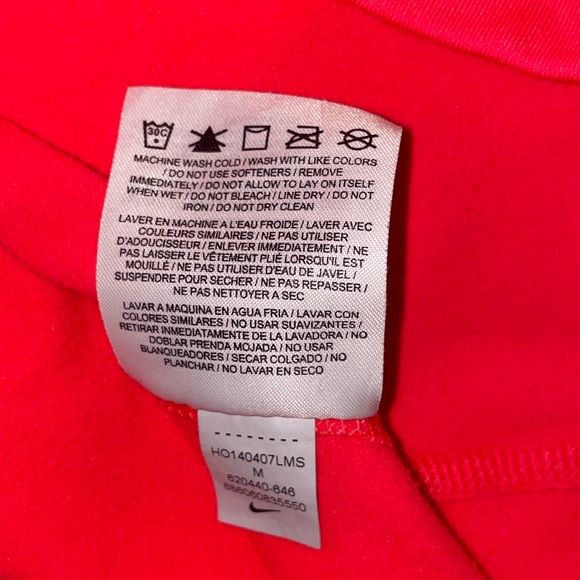 30C
MACHINE WASH COLD / WASH WITH LIKE COLORS
/ DO NOT USE SOFTENERS / REMOVE
IMMEDIATELY / DO NOT ALLOW TO LAY ON ITSELF
WHEN WET / DO NOT BLEACH / LINE DRY / DO NOT
IRON / DO NOT DRY CLEAN
LAVER EN MACHINE A L'EAU FROIDE / LAVER AVEC
COULEURS SIMILAIRES / NE PAS UTILISER
D'ADOUCISSEUR / ENLEVER IMMEDIATEMENT / NE
PAS LAISSER LE VÊTEMENT PLIÉ LORSQU'IL EST
MOUILLÉ / NE PAS UTILISER D'EAU DE JAVEL /
SUSPENDRE POUR SECHER / NE PAS REPASSER /
NE PAS NETTOYER A SEC
LAVAR A MAQUINA EN AGUA FRIA / LAVAR CON
COLORES SIMILARES / NO USAR SUAVIZANTES /
RETIRAR INMEDIATAMENTE DE LA LAVADORA / NO
DOBLAR PRENDA MOJADA / NO USAR
BLANQUEADORES / SECAR COLGADO / NO
PLANCHAR / NO LAVAR EN SECO
HO140407LMS
M
620440-646
886060835550